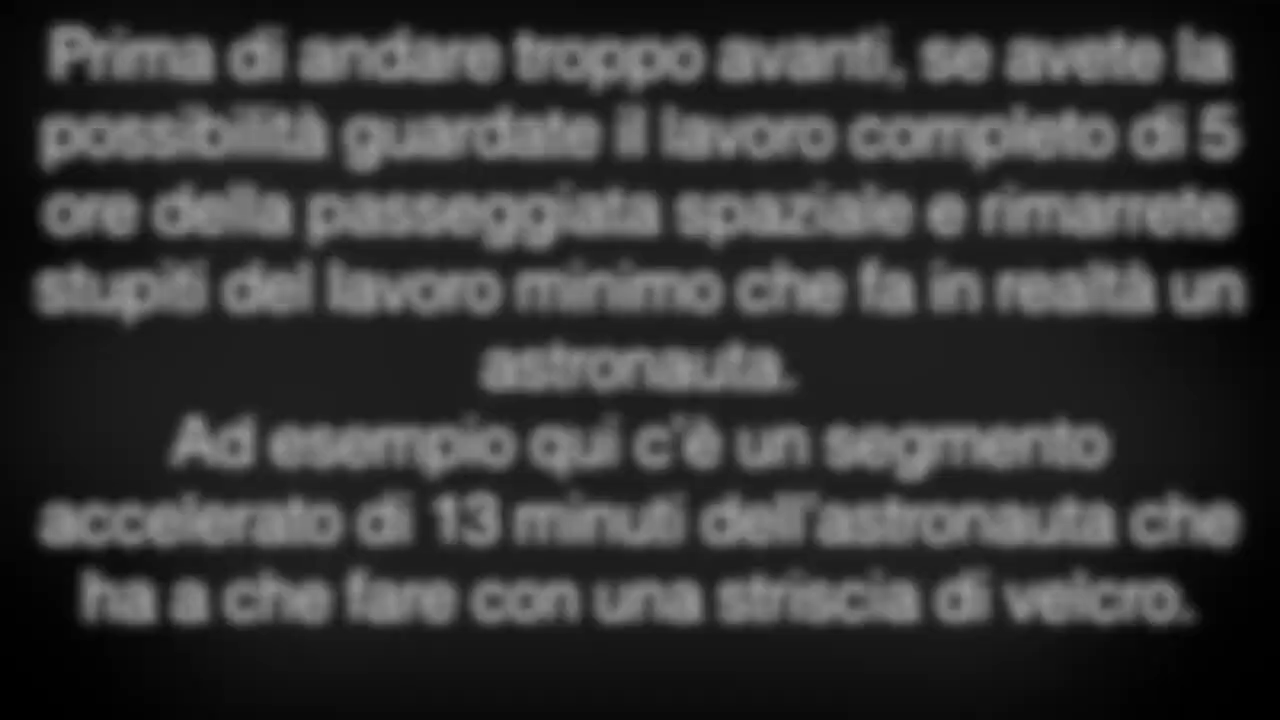 Prima di andare troppo avanti, se avete la
possibilità guardate il lavoro completo di 5
ore della passeggiata spaziale e rimarrete
stupiti del lavoro minimo che fa in realtà un
astronauta.
Ad esempio qui c'è un segmento
accelerato di 13 minuti dell'astronauta che
ha a che fare con una striscia di velcro.